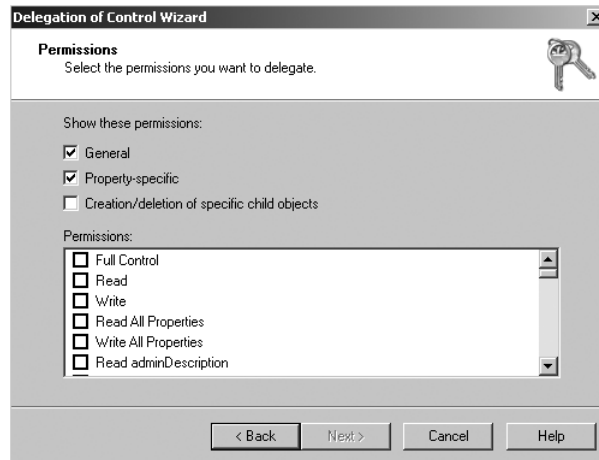 Delegation of Control Wizard
Permissions
Select the permissions you want to delegate.
Show these permissions:
General
Property-specific
Creation/deletion of specific child objects
Permissions:
Full Control
Read
Write
Read All Properties
Write All Properties
Read adminDescription
< Back Next > Cancel Help